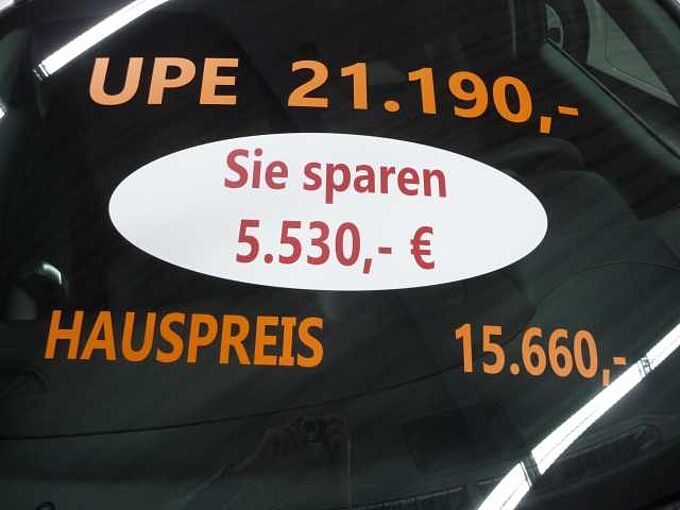 UPE 21.190,-
Sie sparen
5.530,- €
HAUSPREIS 15.660,-